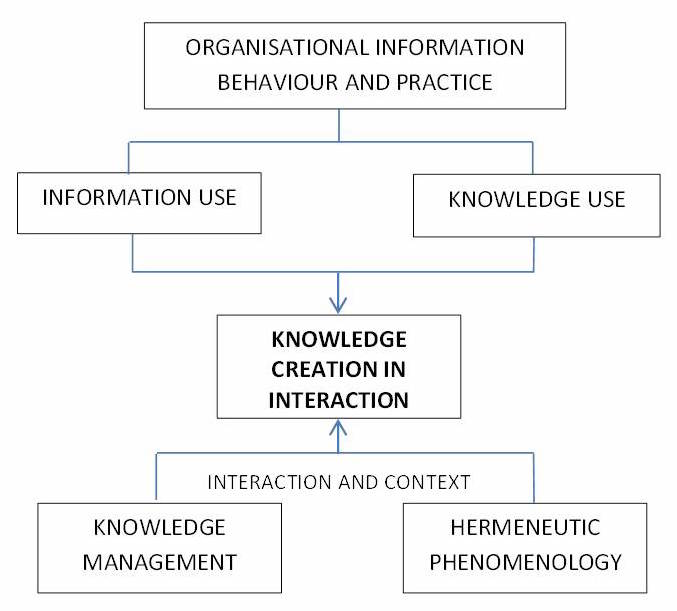 ORGANISATIONAL INFORMATION
BEHAVIOUR AND PRACTICE
INFORMATION USE
KNOWLEDGE USE
KNOWLEDGE
CREATION IN
INTERACTION
INTERACTION AND CONTEXT
KNOWLEDGE
MANAGEMENT
HERMENEUTIC
PHENOMENOLOGY